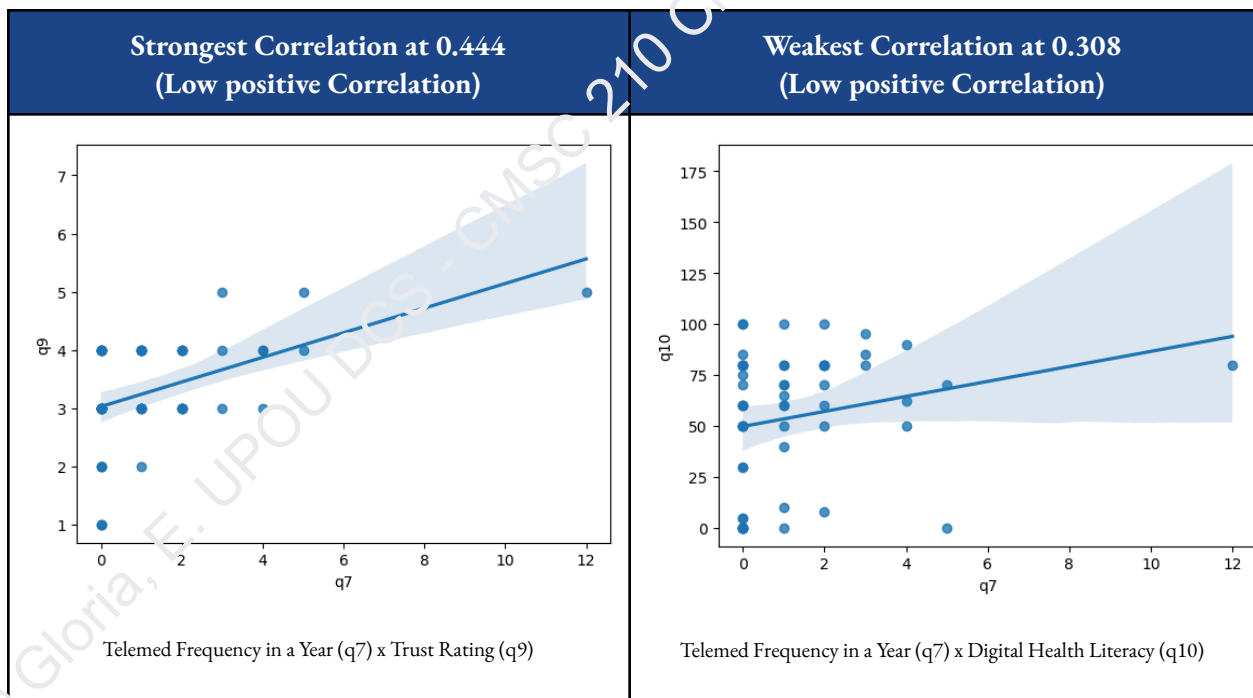 Strongest Correlation at 0.444
(Low positive Correlation)
Weakest Correlation at 0.308
(Low positive Correlation)
7
6
5
4
3
2
1
q9
0
2
4
6
8
10
12
q7
175
150
125
100
75
50
25
0
q10
0
2
4
6
8
10
12
q7
Telemed Frequency in a Year (q7) x Trust Rating (q9)
Telemed Frequency in a Year (q7) x Digital Health Literacy (q10)
Gloria, E. UPOU DCS - CMSC 210